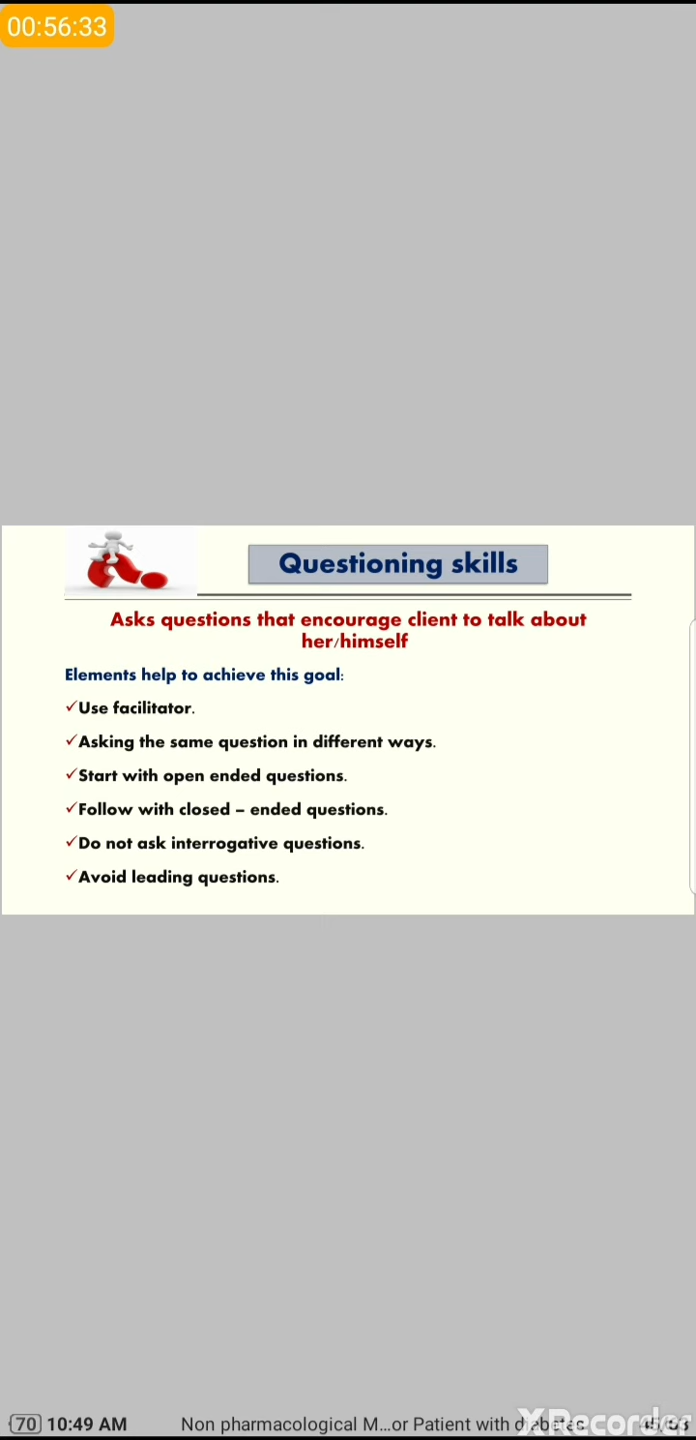 00:56:33
Questioning skills
Asks questions that encourage client to talk about
her/himself
Elements help to achieve this goal:
✓Use facilitator.
✓Asking the same question in different ways.
✓Start with open ended questions.
✓Follow with closed – ended questions.
✓Do not ask interrogative questions.
✓Avoid leading questions.
70 10:49 AM Non pharmacological M...or Patient with diabetes
XRecorder